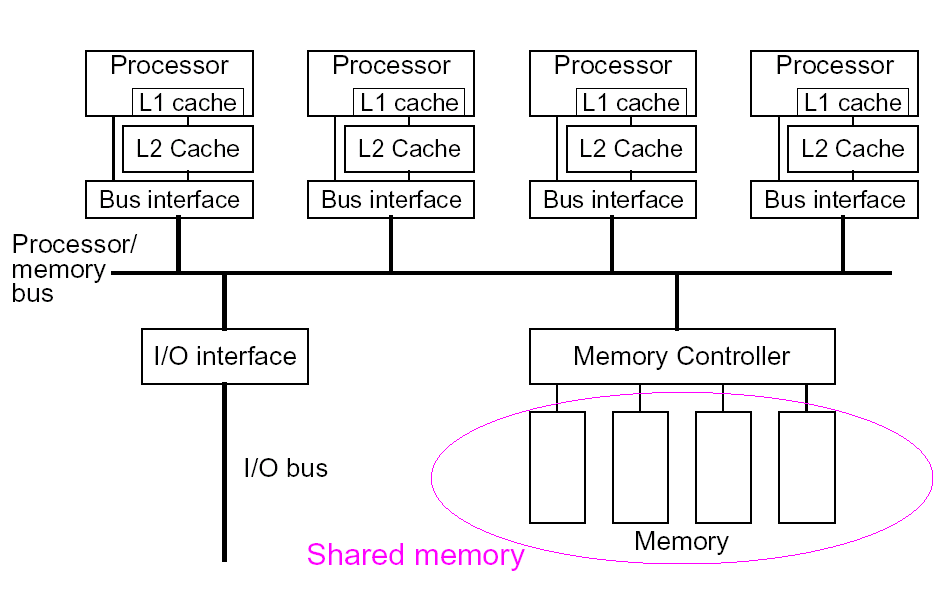 Processor
Processor
Processor
Processor
L1 cache
L1 cache
L1 cache
L1 cache
L2 Cache
L2 Cache
L2 Cache
L2 Cache
Bus interface
Bus interface
Bus interface
Bus interface
Processor/
memory
bus
I/O interface
Memory Controller
I/O bus
Memory
Shared memory